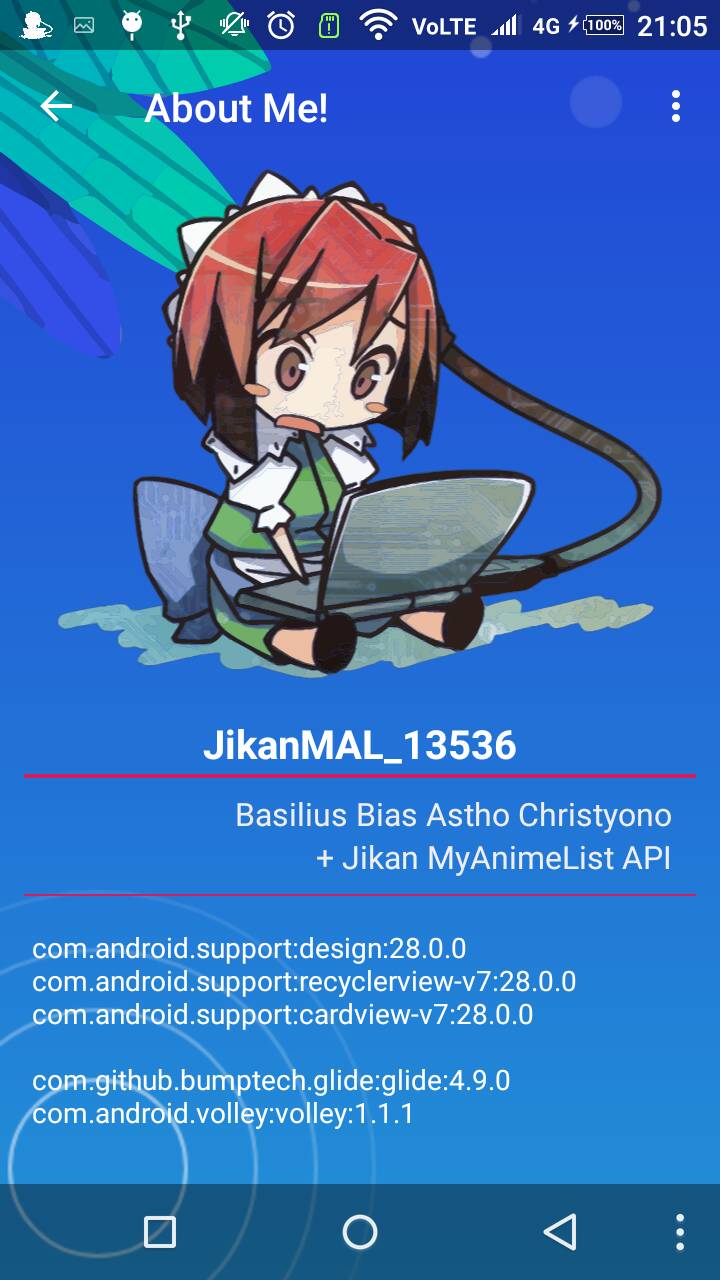 VoLTE 4G 100% 21:05
About Me!
JikanMAL_13536
Basilius Bias Astho Christyono
+ Jikan MyAnimeList API
com.android.support:design:28.0.0
com.android.support:recyclerview-v7:28.0.0
com.android.support:cardview-v7:28.0.0
com.github.bumptech.glide:glide:4.9.0
com.android.volley:volley:1.1.1